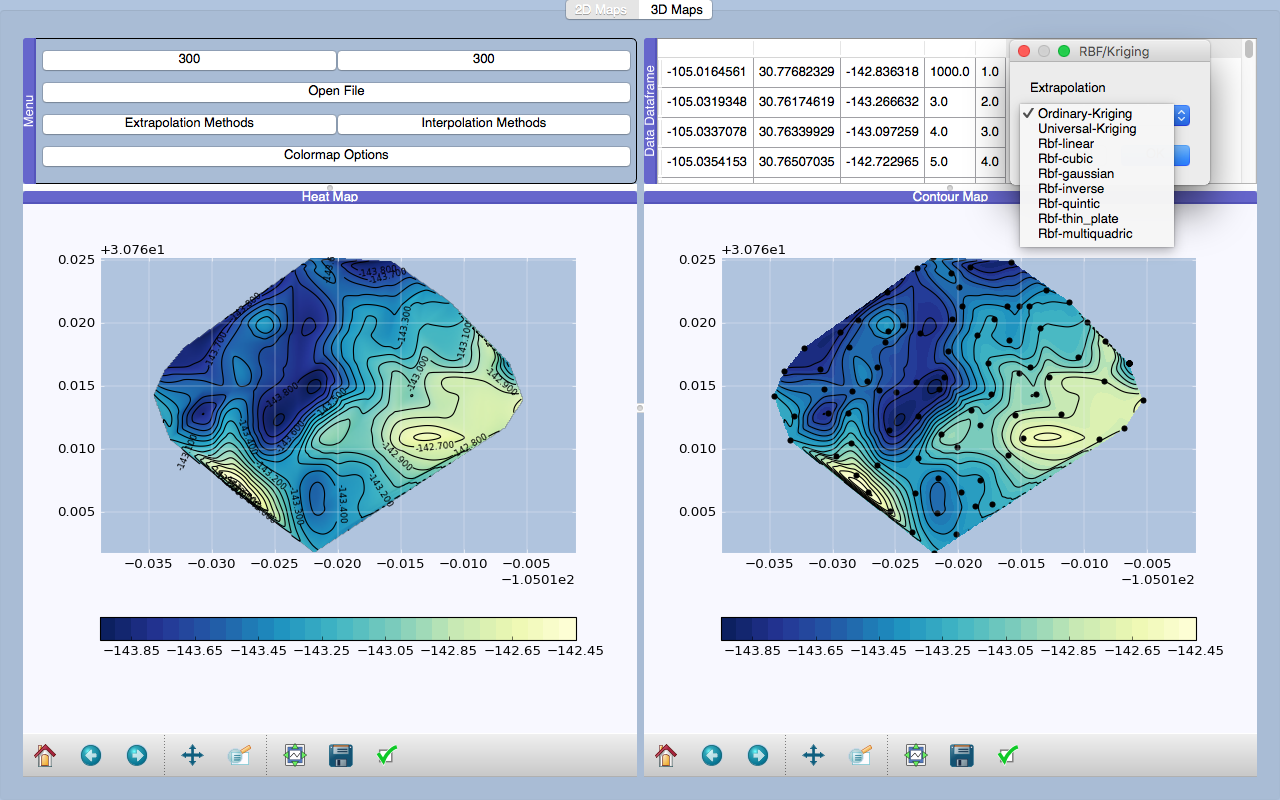 2D Maps 3D Maps
Menu
300 300
Open File
Extrapolation Methods Interpolation Methods
Colormap Options
Data Dataframe
-105.0164561 30.77682329 -142.836318 1000.0 1.0
-105.0319348 30.76174619 -143.266632 3.0 2.0
-105.0337078 30.76339929 -143.097259 4.0 3.0
-105.0354153 30.76507035 -142.722965 5.0 4.0
RBF/Kriging
Extrapolation
✓ Ordinary-Kriging
Universal-Kriging
Rbf-linear
Rbf-cubic
Rbf-gaussian
Rbf-inverse
Rbf-quintic
Rbf-thin_plate
Rbf-multiquadric
Heat Map
+3.076e1
0.025
0.020
0.015
0.010
0.005
−0.035 −0.030 −0.025 −0.020 −0.015 −0.010 −0.005
−1.0501e2
-143.800
-143.700
-143.300
-143.100
-143.000
-142.900
-143.800
-143.700
-142.700
-142.800
-142.900
-143.200
-143.200
-143.300
-143.400
−143.85 −143.65 −143.45 −143.25 −143.05 −142.85 −142.65 −142.45
Contour Map
+3.076e1
0.025
0.020
0.015
0.010
0.005
−0.035 −0.030 −0.025 −0.020 −0.015 −0.010 −0.005
−1.0501e2
−143.85 −143.65 −143.45 −143.25 −143.05 −142.85 −142.65 −142.45